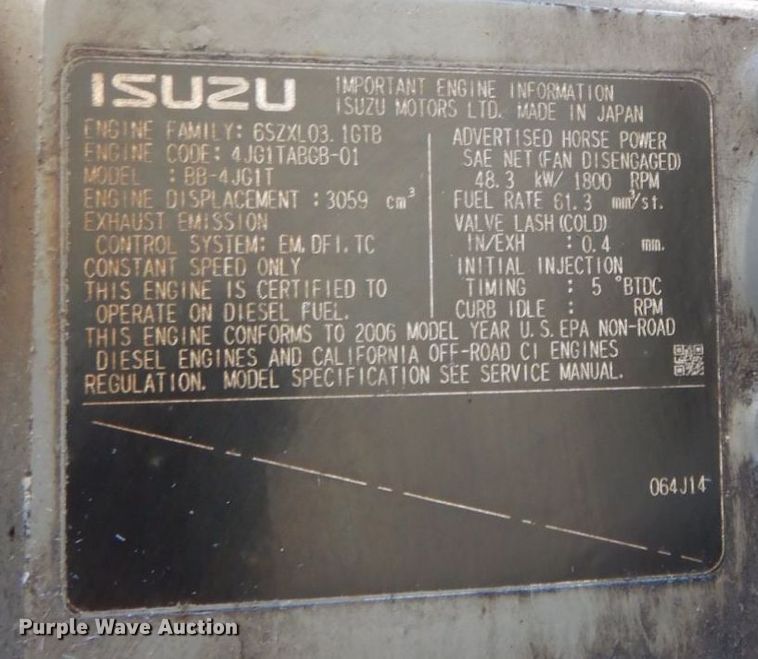 ISUZU
IMPORTANT ENGINE INFORMATION
ISUZU MOTORS LTD. MADE IN JAPAN
ENGINE FAMILY: 6SZXL03.1GTB
ENGINE CODE: 4JG1TABGB-01
MODEL : BB-4JG1T
ENGINE DISPLACEMENT : 3059 cm³
EXHAUST EMISSION
CONTROL SYSTEM: EM, DFI, TC
CONSTANT SPEED ONLY
THIS ENGINE IS CERTIFIED TO
OPERATE ON DIESEL FUEL.
ADVERTISED HORSE POWER
SAE NET (FAN DISENGAGED)
48.3 kW/ 1800 RPM
FUEL RATE 61.3 mm³/st.
VALVE LASH (COLD)
IN/EXH : 0.4 mm.
INITIAL INJECTION
TIMING : 5 °BTDC
CURB IDLE : RPM
THIS ENGINE CONFORMS TO 2006 MODEL YEAR U.S. EPA NON-ROAD
DIESEL ENGINES AND CALIFORNIA OFF-ROAD CI ENGINES
REGULATION. MODEL SPECIFICATION SEE SERVICE MANUAL.
064J14
Purple Wave Auction